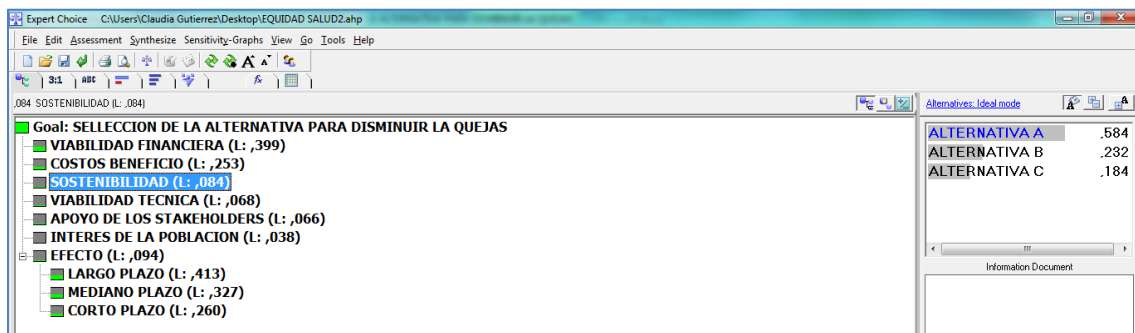 Expert Choice C:\Users\Claudia Gutierrez\Desktop\EQUIDAD SALUD2.ahp
File Edit Assessment Synthesize Sensitivity-Graphs View Go Tools Help
3:1 ABC fx
,084 SOSTENIBILIDAD (L: ,084)
Goal: SELLECCION DE LA ALTERNATIVA PARA DISMINUIR LA QUEJAS
VIABILIDAD FINANCIERA (L: ,399)
COSTOS BENEFICIO (L: ,253)
SOSTENIBILIDAD (L: ,084)
VIABILIDAD TECNICA (L: ,068)
APOYO DE LOS STAKEHOLDERS (L: ,066)
INTERES DE LA POBLACION (L: ,038)
EFECTO (L: ,094)
LARGO PLAZO (L: ,413)
MEDIANO PLAZO (L: ,327)
CORTO PLAZO (L: ,260)
Alternatives: Ideal mode
ALTERNATIVA A ,584
ALTERNATIVA B ,232
ALTERNATIVA C ,184
Information Document